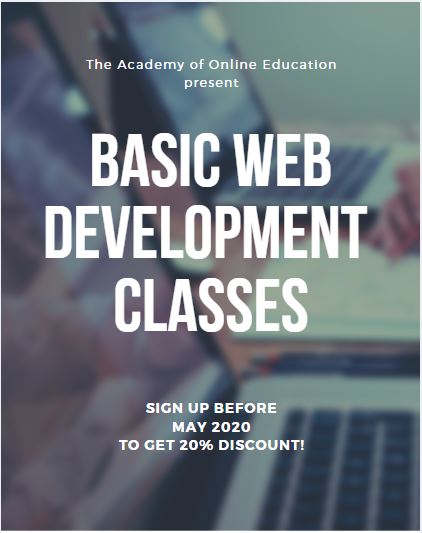 The Academy of Online Education
present
BASIC WEB
DEVELOPMENT
CLASSES
SIGN UP BEFORE
MAY 2020
TO GET 20% DISCOUNT!